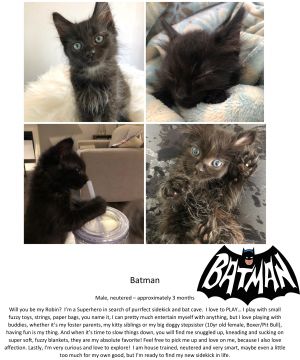 BATMAN
Batman
Male, neutered – approximately 3 months
Will you be my Robin? I'm a Superhero in search of purrfect sidekick and bat cave. I love to PLAY... I play with small
fuzzy toys, strings, paper bags, you name it, I can pretty much entertain myself with anything, but I love playing with
buddies, whether it's my foster parents, my kitty siblings or my big doggy stepsister (10yr old female, Boxer/Pit Bull),
having fun is my thing. And when it's time to slow things down, you will find me snuggled up, kneading and sucking on
super soft, fuzzy blankets, they are my absolute favorite! Feel free to pick me up and love on me, because I also love
affection. Lastly, I'm very curious and love to explore! I am house trained, neutered and very smart, maybe even a little
too much for my own good, but I'm ready to find my new sidekick in life.